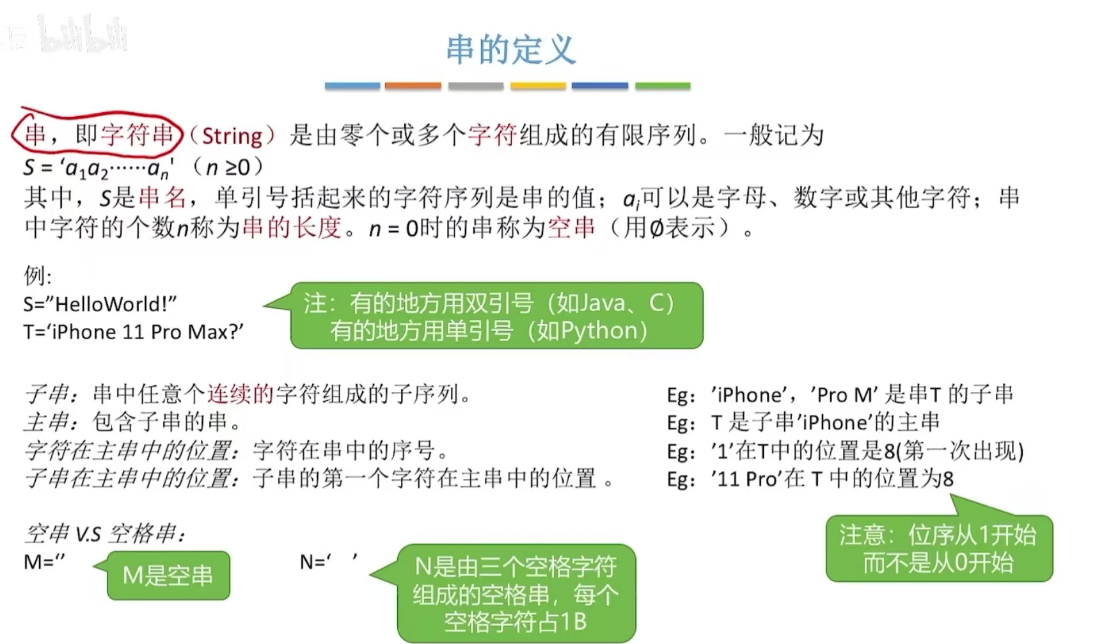 bilibili
串的定义
串，即字符串（String）是由零个或多个字符组成的有限序列。一般记为
S = ‘a₁a₂······aₙ' （n ≥0）
其中，S是串名，单引号括起来的字符序列是串的值；aᵢ可以是字母、数字或其他字符；串
中字符的个数n称为串的长度。n = 0时的串称为空串（用∅表示）。
例:
S=”HelloWorld!”
T=‘iPhone 11 Pro Max?’
注：有的地方用双引号（如Java、C）
有的地方用单引号（如Python）
子串：串中任意个连续的字符组成的子序列。
Eg：’iPhone’，’Pro M’ 是串T 的子串
主串：包含子串的串。
Eg：T 是子串’iPhone’的主串
字符在主串中的位置：字符在串中的序号。
Eg：’1’在T中的位置是8(第一次出现)
子串在主串中的位置：子串的第一个字符在主串中的位置 。
Eg：’11 Pro’在 T 中的位置为8
注意：位序从1开始
而不是从0开始
空串 V.S 空格串：
M=‘’
M是空串
N=‘   ’
N是由三个空格字符
组成的空格串，每个
空格字符占1B